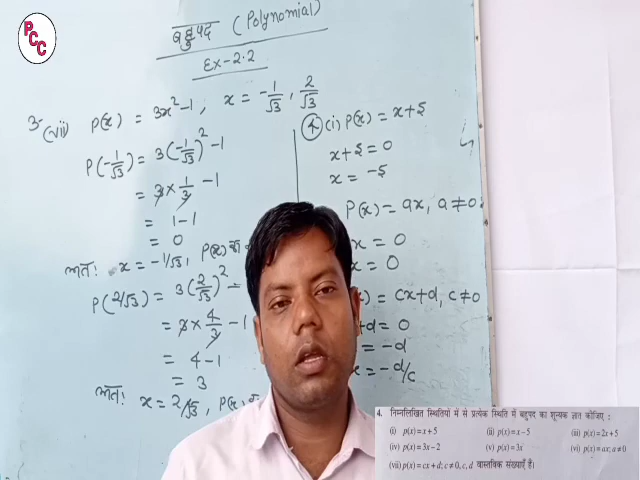 PCC
बहुपद (Polynomial)
Ex-2.2
3 (vii) P(x) = 3x²-1, x = -1/√3, 2/√3
P(-1/√3) = 3(-1/√3)² -1
= 3 × 1/3 -1
= 1-1
= 0
अतः x = -1/√3, P(x) का
P(2/√3) = 3(2/√3)² -
= 3 × 4/3 -1
= 4-1
= 3
अतः x = 2/√3, P(x)
4 (i) P(x) = x+5
x+5 = 0
x = -5
P(x) = ax, a≠0
x = 0
x = 0
) = cx+d, c≠0
+d = 0
= -d
x = -d/c
4. निम्नलिखित स्थितियों में से प्रत्येक स्थिति में बहुपद का शून्यक ज्ञात कीजिए :
(i) p(x) = x + 5 (ii) p(x) = x – 5 (iii) p(x) = 2x + 5
(iv) p(x) = 3x – 2 (v) p(x) = 3x (vi) p(x) = ax; a ≠ 0
(vii) p(x) = cx + d; c ≠ 0, c, d वास्तविक संख्याएँ हैं।